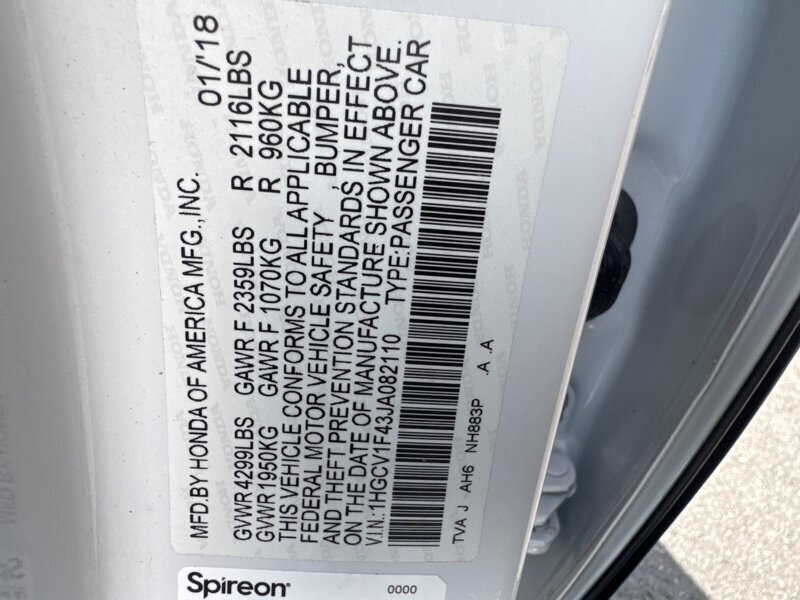 MFD.BY HONDA OF AMERICA MFG.,INC. 01/'18
GVWR 4299LBS GAWR F 2359LBS R 2116LBS
GVWR 1950KG GAWR F 1070KG R 960KG
THIS VEHICLE CONFORMS TO ALL APPLICABLE
FEDERAL MOTOR VEHICLE SAFETY , BUMPER,
AND THEFT PREVENTION STANDARDS IN EFFECT
ON THE DATE OF MANUFACTURE SHOWN ABOVE.
V.I.N.:1HGCV1F43JA082110 TYPE:PASSENGER CAR
TVA J AH6 NH883P .A .A
Spireon
0000